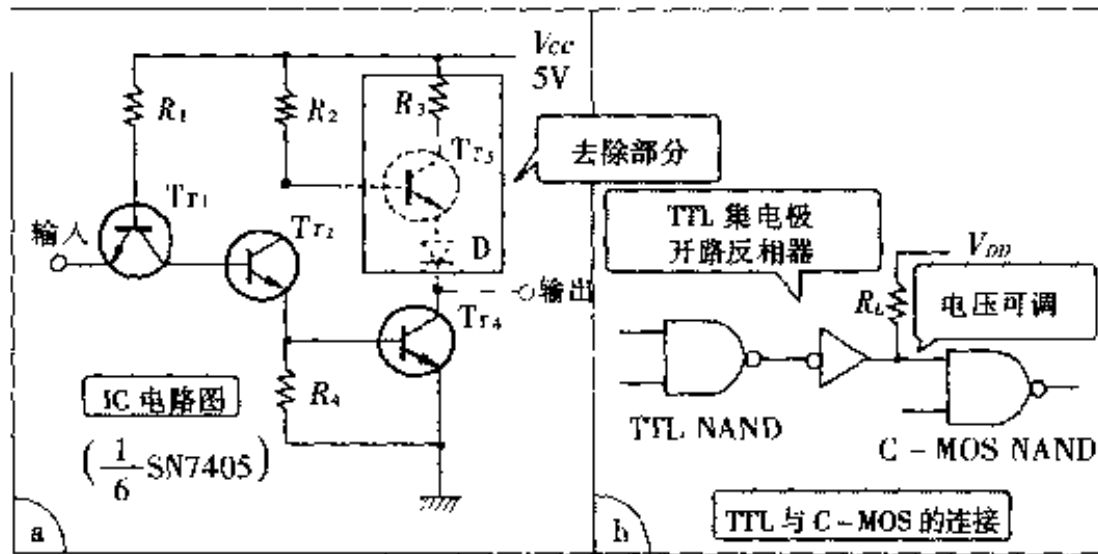 Vcc
5V
R1
R2
R3
Tr3
去除部分
Tr1
输入
Tr2
D
输出
Tr4
IC 电路图
R4
(1/6 SN7405)
a
TTL 集电极
开路反相器
VDD
RL
电压可调
TTL NAND
C-MOS NAND
TTL 与 C-MOS 的连接
b